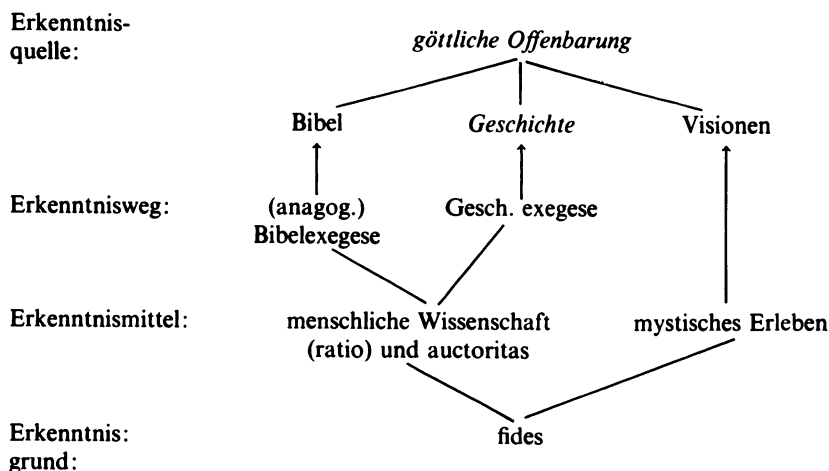 Erkenntnis-
quelle:
göttliche Offenbarung
Bibel Geschichte Visionen
Erkenntnisweg: (anagog.) Gesch. exegese
Bibelexegese
Erkenntnismittel: menschliche Wissenschaft mystisches Erleben
(ratio) und auctoritas
Erkenntnis: fides
grund: